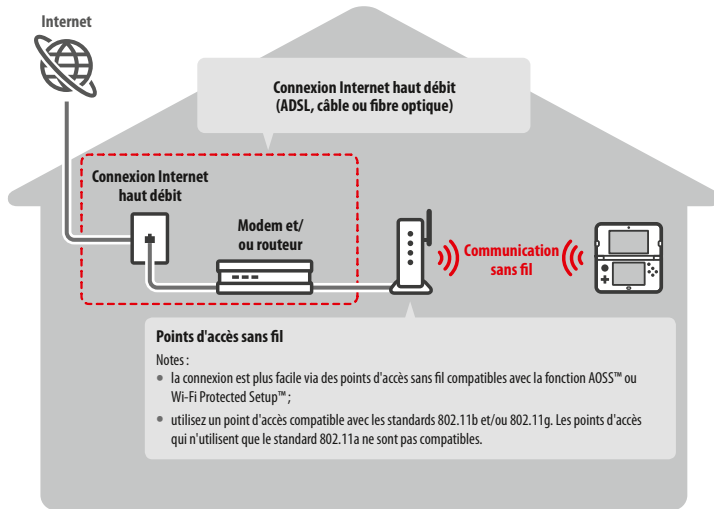 Internet
Connexion Internet haut débit
(ADSL, câble ou fibre optique)
Connexion Internet
haut débit
Modem et/
ou routeur
Communication
sans fil
Points d'accès sans fil
Notes :
• la connexion est plus facile via des points d'accès sans fil compatibles avec la fonction AOSS™ ou
Wi-Fi Protected Setup™ ;
• utilisez un point d'accès compatible avec les standards 802.11b et/ou 802.11g. Les points d'accès
qui n'utilisent que le standard 802.11a ne sont pas compatibles.